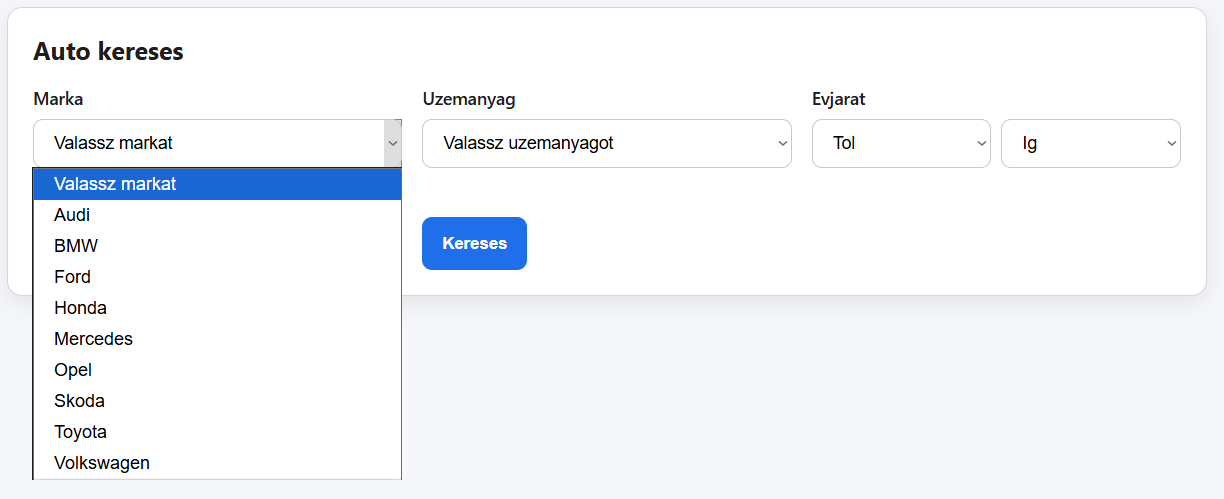 Auto kereses
Marka
Uzemanyag
Evjarat
Valassz markat
Valassz uzemanyagot
Tol
Ig
Valassz markat
Audi
BMW
Ford
Honda
Mercedes
Opel
Skoda
Toyota
Volkswagen
Kereses